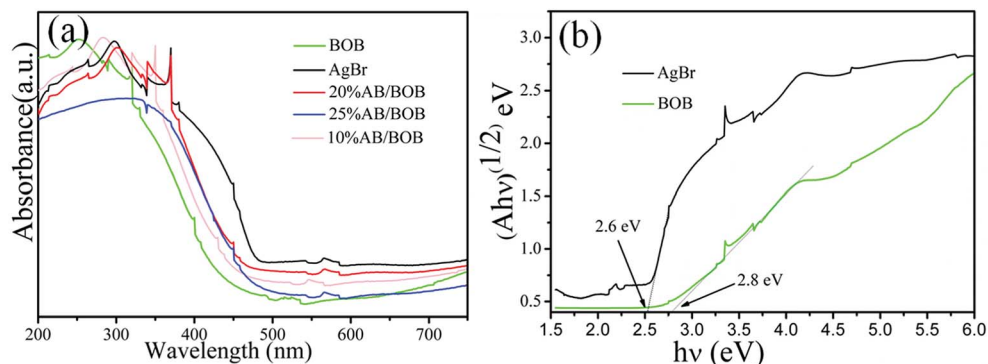 (a)
BOB
AgBr
20%AB/BOB
25%AB/BOB
10%AB/BOB
Absorbance(a.u.)
200 300 400 500 600 700
Wavelength (nm)
(b)
AgBr
BOB
(Ahν)(1/2) eV
3.0
2.5
2.0
1.5
1.0
0.5
2.6 eV
2.8 eV
1.5 2.0 2.5 3.0 3.5 4.0 4.5 5.0 5.5 6.0
hν (eV)